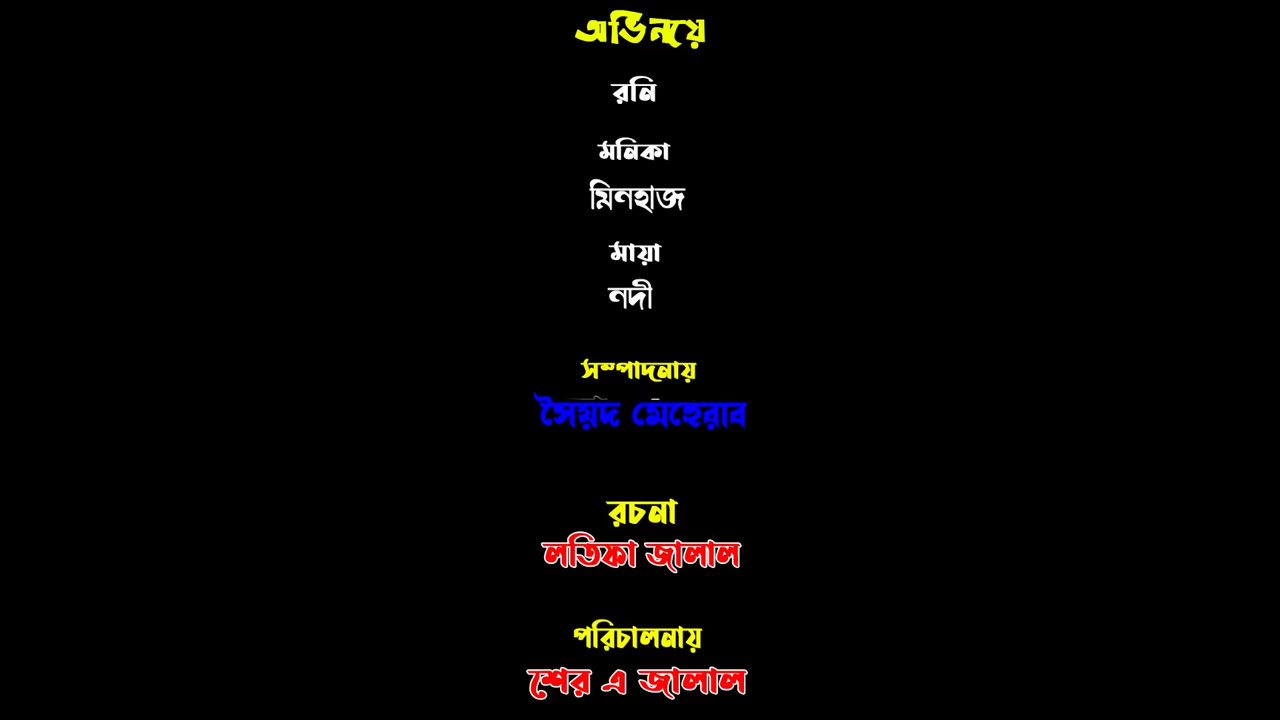 অভিনয়ে
রনি
মনিকা
মিনহাজ
মায়া
নদী
সম্পাদনায়
সৈয়দ মেহেরাব
রচনা
লতিফা জালাল
পরিচালনায়
শের এ জালাল